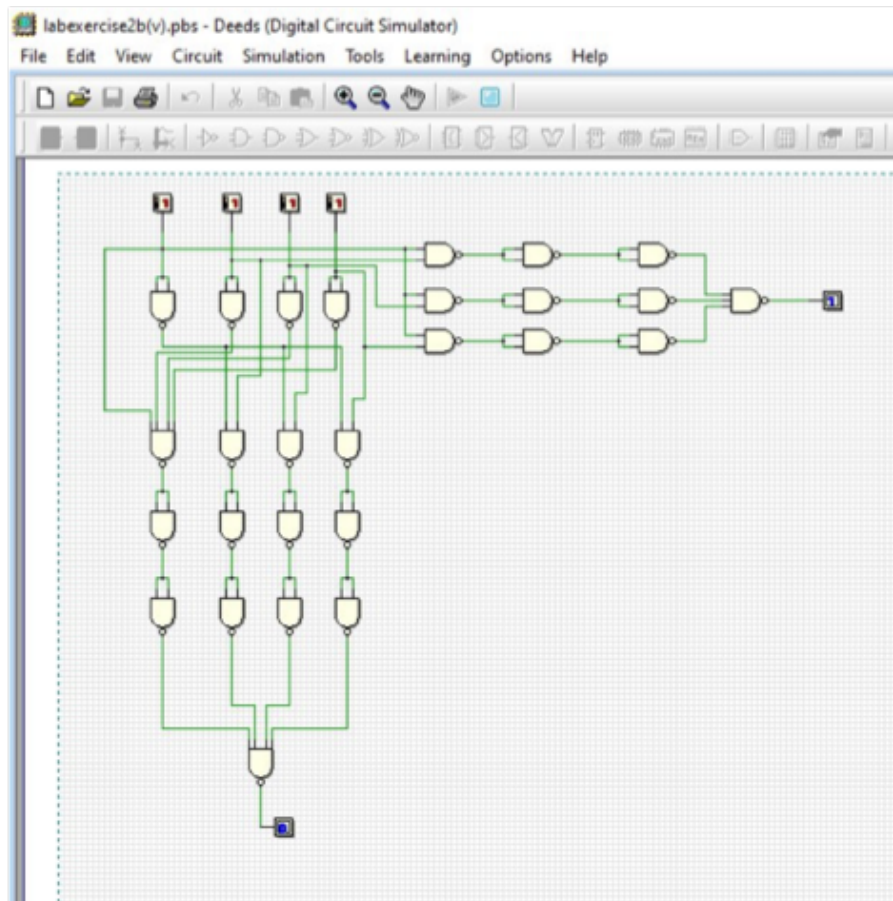 labexercise2b(v).pbs - Deeds (Digital Circuit Simulator)
File Edit View Circuit Simulation Tools Learning Options Help